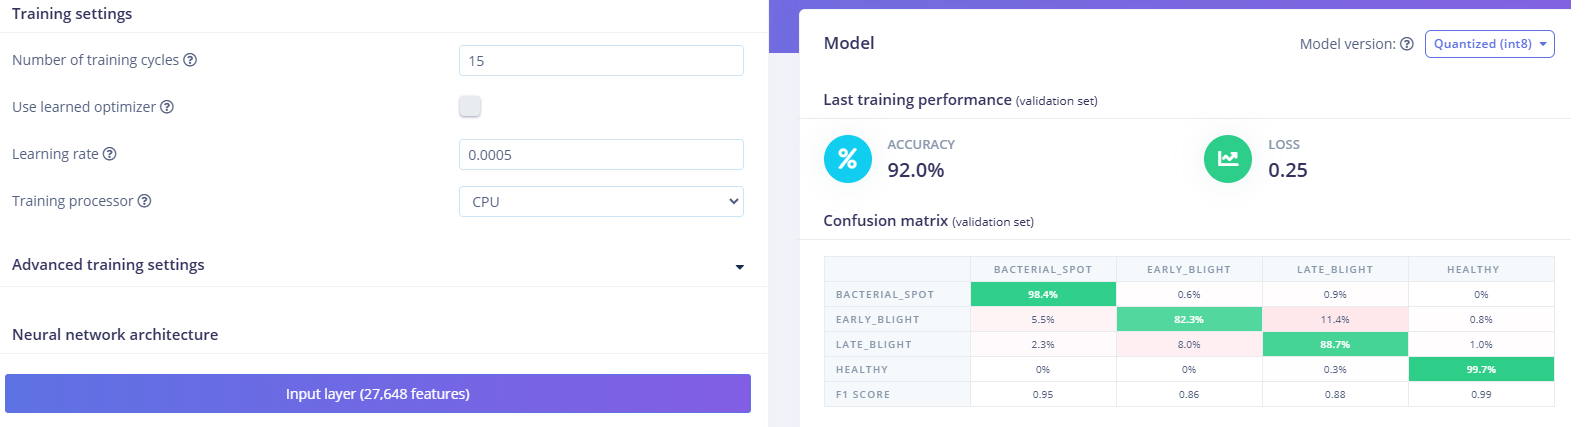 Training settings
Number of training cycles
15
Use learned optimizer
Learning rate
0.0005
Training processor
CPU
Advanced training settings
Neural network architecture
Input layer (27,648 features)
Model
Model version: Quantized (int8)
Last training performance (validation set)
% ACCURACY
92.0%
LOSS
0.25
Confusion matrix (validation set)
BACTERIAL_SPOT EARLY_BLIGHT LATE_BLIGHT HEALTHY
BACTERIAL_SPOT 98.4% 0.6% 0.9% 0%
EARLY_BLIGHT 5.5% 82.3% 11.4% 0.8%
LATE_BLIGHT 2.3% 8.0% 88.7% 1.0%
HEALTHY 0% 0% 0.3% 99.7%
F1 SCORE 0.95 0.86 0.88 0.99